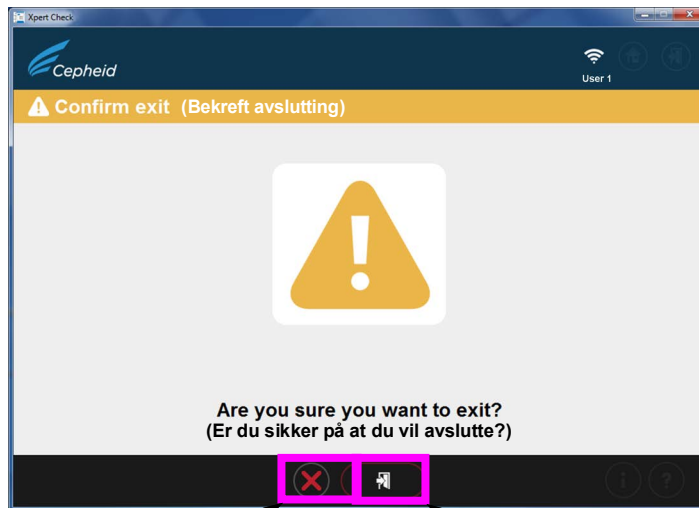 Xpert Check
Cepheid
User 1
Confirm exit (Bekreft avslutting)
Are you sure you want to exit?
(Er du sikker på at du vil avslutte?)
i ?